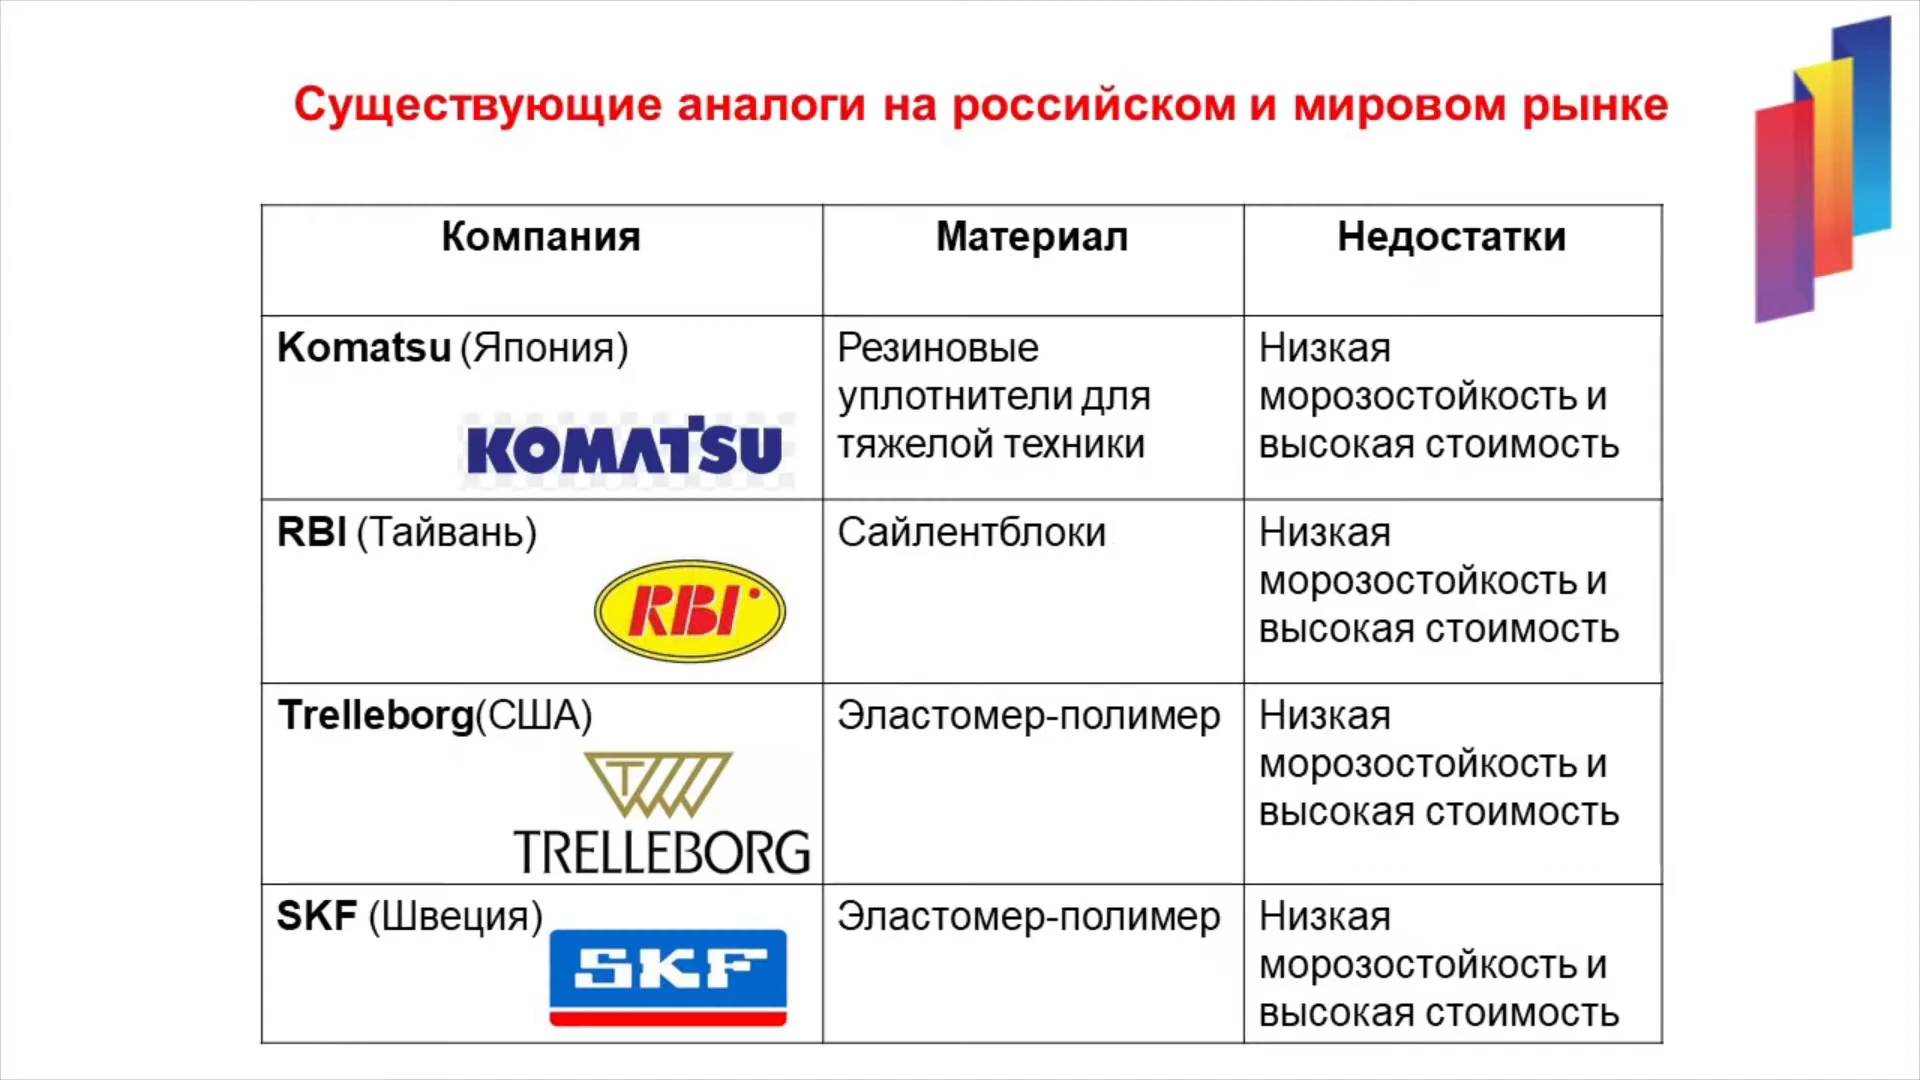 Существующие аналоги на российском и мировом рынке
Компания
Материал
Недостатки
Komatsu (Япония)
KOMATSU
Резиновые
уплотнители для
тяжелой техники
Низкая
морозостойкость и
высокая стоимость
RBI (Тайвань)
RBI
Сайлентблоки
Низкая
морозостойкость и
высокая стоимость
Trelleborg(США)
TRELLEBORG
Эластомер-полимер
Низкая
морозостойкость и
высокая стоимость
SKF (Швеция)
SKF
Эластомер-полимер
Низкая
морозостойкость и
высокая стоимость